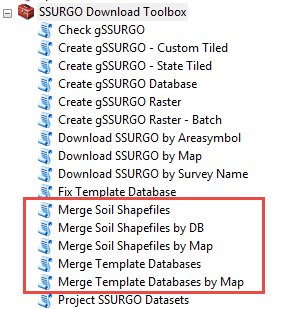 SSURGO Download Toolbox
Check gSSURGO
Create gSSURGO - Custom Tiled
Create gSSURGO - State Tiled
Create gSSURGO Database
Create gSSURGO Raster
Create gSSURGO Raster - Batch
Download SSURGO by Areasymbol
Download SSURGO by Map
Download SSURGO by Survey Name
Fix Template Database
Merge Soil Shapefiles
Merge Soil Shapefiles by DB
Merge Soil Shapefiles by Map
Merge Template Databases
Merge Template Databases by Map
Project SSURGO Datasets